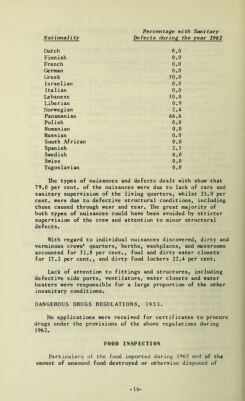 Percentage with Sanitary
Nationality Defects during the year 1962
Dutch 0.0
Finnish 0.0
French 0.0
German 0.0
Greek 50.0
Israelian 0.0
Italian 0.0
Lebanese 50.0
Liberian 0.9
Norwegian 2.4
Panamanian 66.6
Polish 0.0
Rumanian 0.0
Russian 0.0
South African 0.0
Spanish 2.5
Swedish 0.0
Swiss 0.0
Yugoslavian 0.0
The types of nuisances and defects dealt with show that
79.0 per cent. of the nuisances were due to lack of care and
sanitary supervision of the living quarters, whilst 21.0 per
cent. were due to defective structural conditions, including
those caused through wear and tear. The great majority of
both types of nuisances could have been avoided by stricter
supervision of the crew and attention to minor structural
defects.
With regard to individual nuisances discovered, dirty and
verminous crews' quarters, berths, washplaces, and messrooms
accounted for 51.8 per cent., foul and dirty water closets
for 17.3 per cent., and dirty food lockers 22.4 per cent.
Lack of attention to fittings and structures, including
defective side ports, ventilators, water closets and water
heaters were responsible for a large proportion of the other
insanitary conditions.
DANGEROUS DRUGS REGULATIONS, 1953.
No applications were received for certificates to procure
drugs under the provisions of the above regulations during
1962.
FOOD INSPECTION
Particulars of the food imported during 1962 and of the
amount of unsound food destroyed or otherwise disposed of
-14-